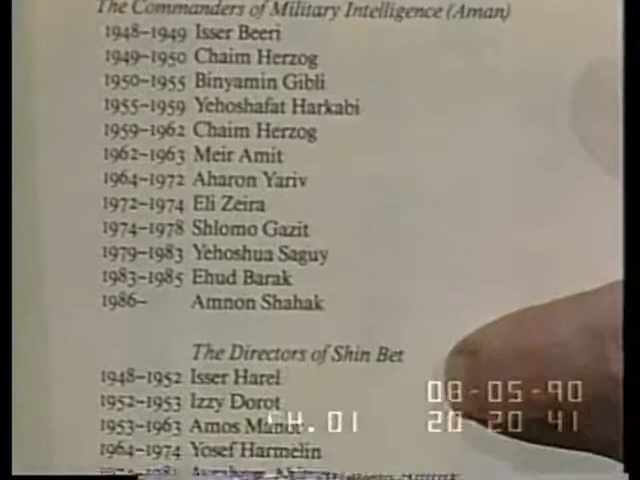 The Commanders of Military Intelligence (Aman)
1948–1949 Isser Beeri
1949–1950 Chaim Herzog
1950–1955 Binyamin Gibli
1955–1959 Yehoshafat Harkabi
1959–1962 Chaim Herzog
1962–1963 Meir Amit
1964–1972 Aharon Yariv
1972–1974 Eli Zeira
1974–1978 Shlomo Gazit
1979–1983 Yehoshua Saguy
1983–1985 Ehud Barak
1986– Amnon Shahak
The Directors of Shin Bet
1948–1952 Isser Harel
1952–1953 Izzy Dorot
1953–1963 Amos Manor
1964–1974 Yosef Harmelin
08-05-90
CH.01 20 20 41